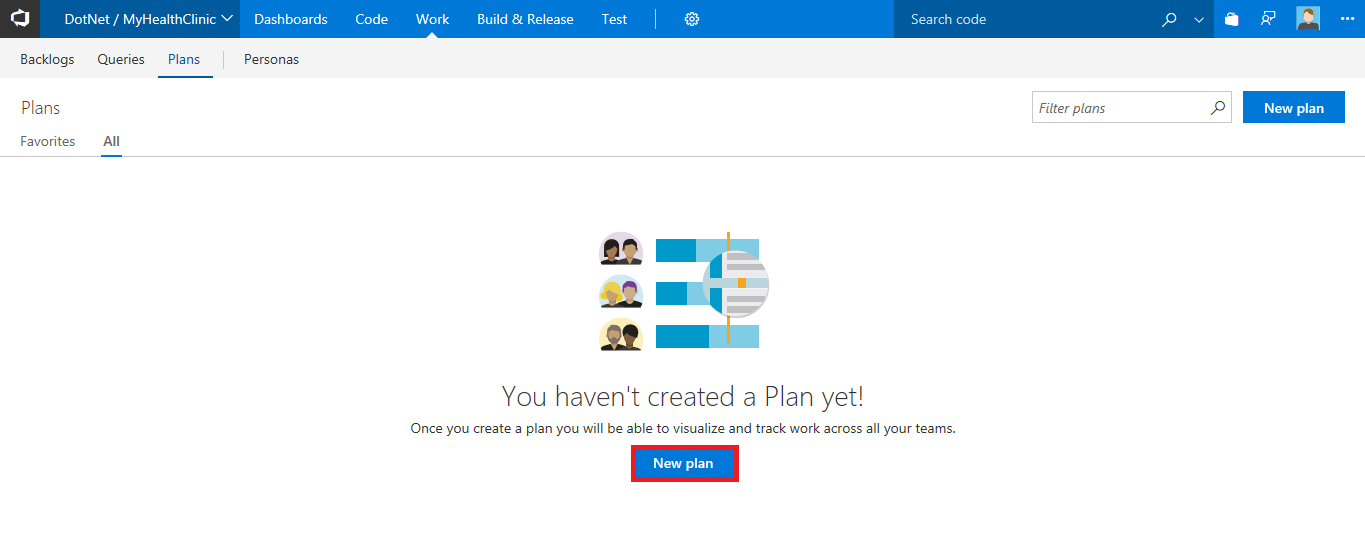 DotNet / MyHealthClinic Dashboards Code Work Build & Release Test Search code
Backlogs Queries Plans Personas
Plans Filter plans New plan
Favorites All
You haven't created a Plan yet!
Once you create a plan you will be able to visualize and track work across all your teams.
New plan